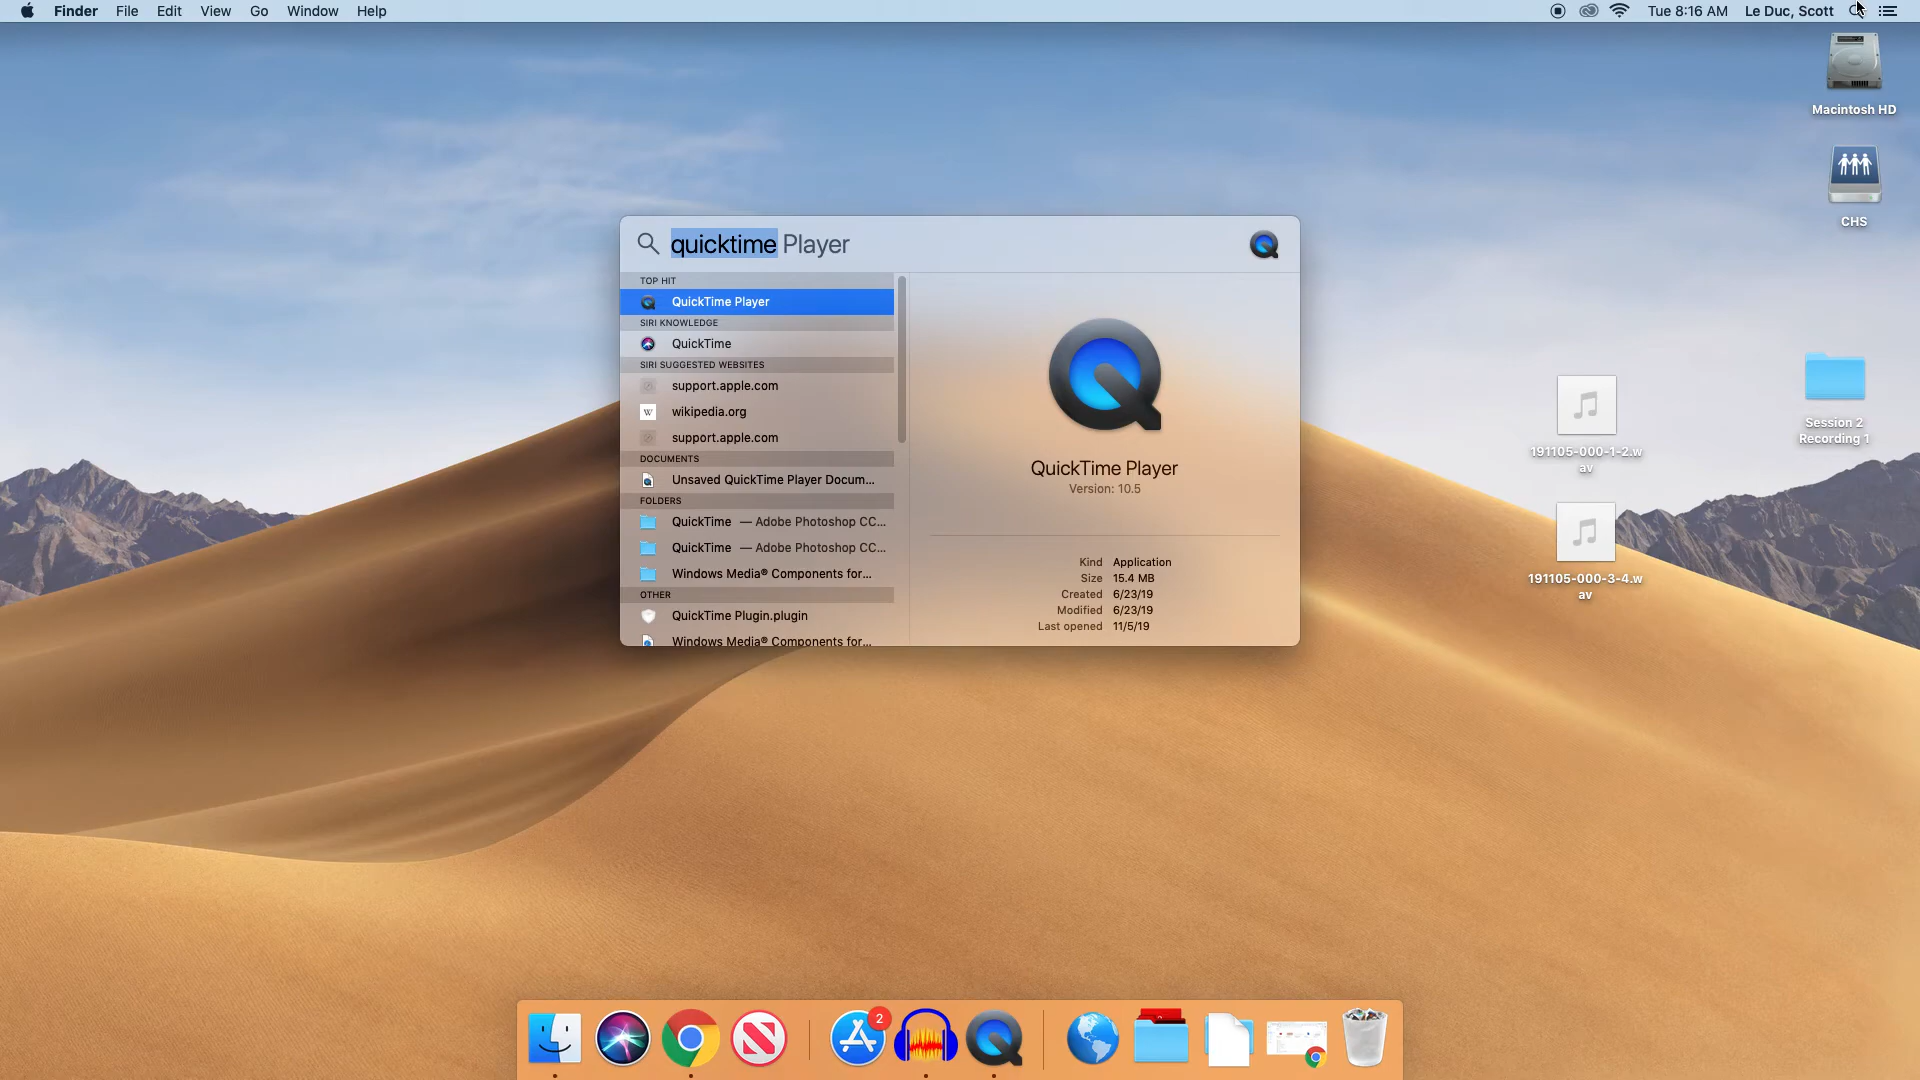 Finder File Edit View Go Window Help
Tue 8:16 AM Le Duc, Scott
Macintosh HD
CHS
quicktime Player
TOP HIT
QuickTime Player
SIRI KNOWLEDGE
QuickTime
SIRI SUGGESTED WEBSITES
support.apple.com
W wikipedia.org
support.apple.com
DOCUMENTS
Unsaved QuickTime Player Docum...
FOLDERS
QuickTime — Adobe Photoshop CC...
QuickTime — Adobe Photoshop CC...
Windows Media® Components for...
OTHER
QuickTime Plugin.plugin
Windows Media® Components for...
QuickTime Player
Version: 10.5
Kind Application
Size 15.4 MB
Created 6/23/19
Modified 6/23/19
Last opened 11/5/19
191105-000-1-2.w
av
Session 2
Recording 1
191105-000-3-4.w
av
2